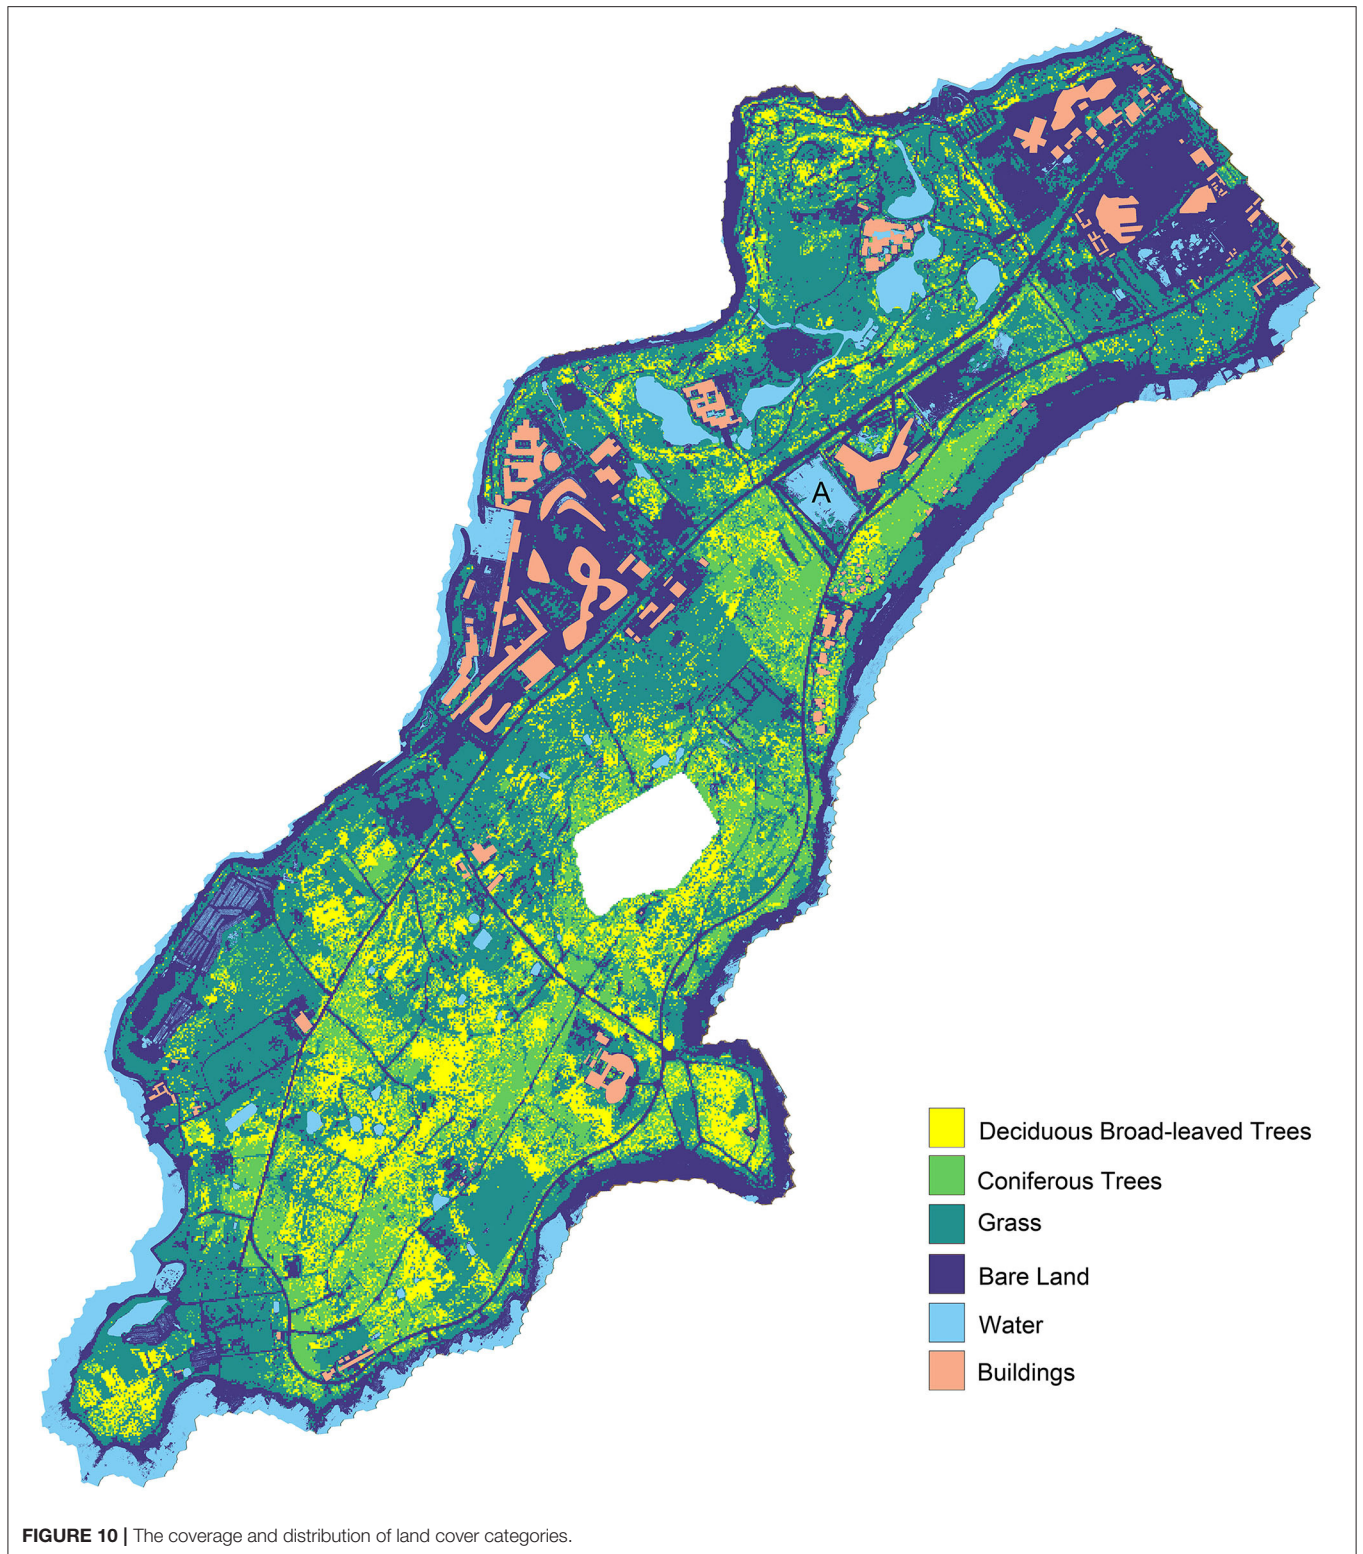 A
Deciduous Broad-leaved Trees
Coniferous Trees
Grass
Bare Land
Water
Buildings
FIGURE 10 | The coverage and distribution of land cover categories.